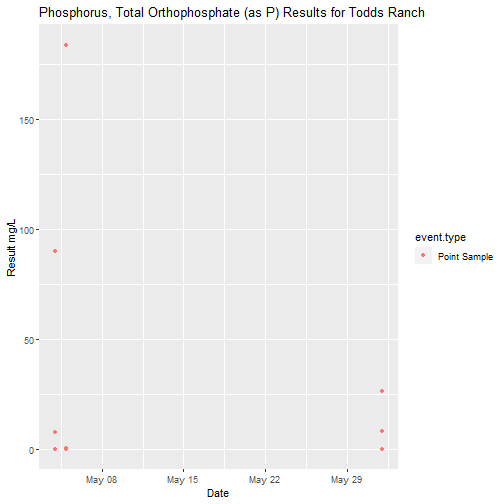 Phosphorus, Total Orthophosphate (as P) Results for Todds Ranch
150
100
50
0
Result mg/L
May 08
May 15
May 22
May 29
Date
event.type
Point Sample